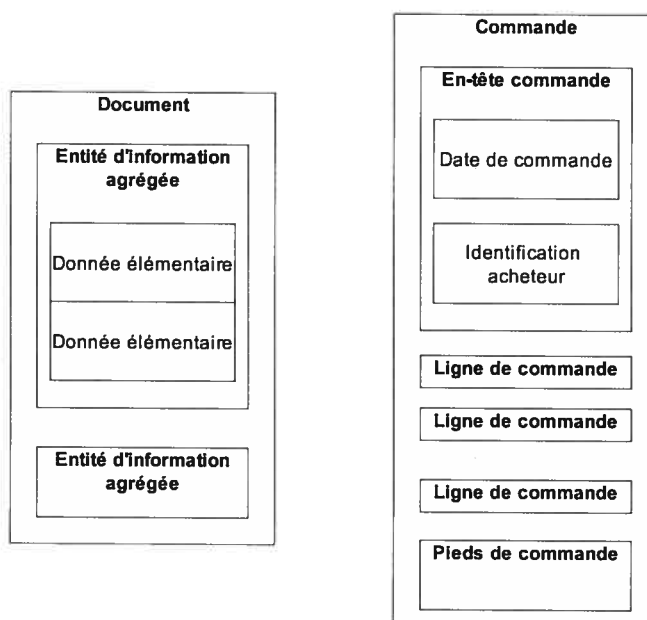 Document
Entité d'information
agrégée
Donnée élémentaire
Donnée élémentaire
Entité d'information
agrégée
Commande
En-tête commande
Date de commande
Identification
acheteur
Ligne de commande
Ligne de commande
Ligne de commande
Pieds de commande